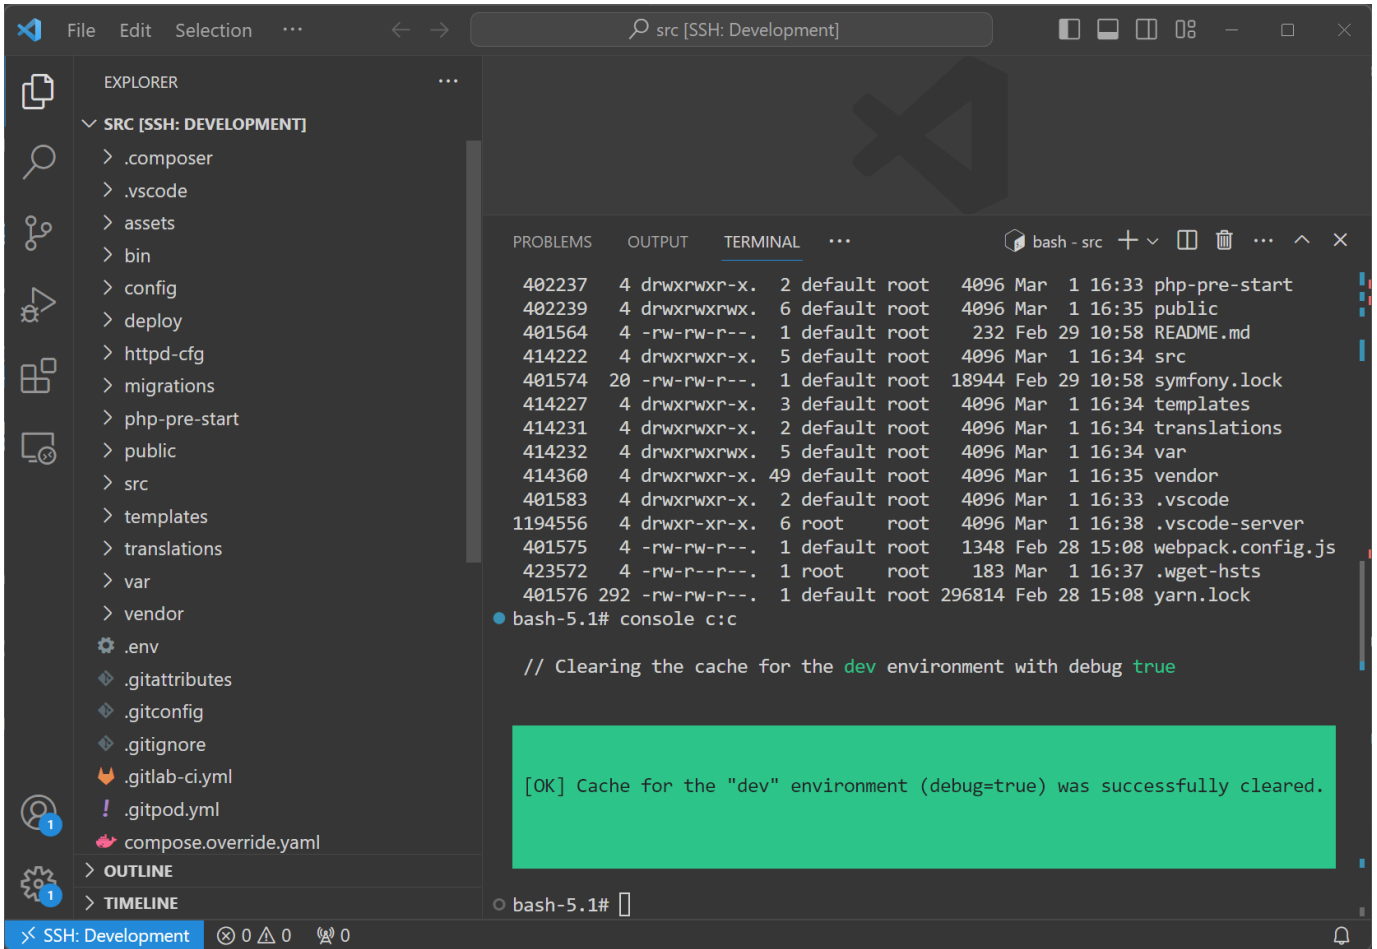 File Edit Selection ···
src [SSH: Development]
EXPLORER
SRC [SSH: DEVELOPMENT]
.composer
.vscode
assets
bin
config
deploy
httpd-cfg
migrations
php-pre-start
public
src
templates
translations
var
vendor
.env
.gitattributes
.gitconfig
.gitignore
.gitlab-ci.yml
! .gitpod.yml
compose.override.yaml
OUTLINE
TIMELINE
1
1
PROBLEMS OUTPUT TERMINAL ···
bash - src
402237 4 drwxrwxr-x. 2 default root 4096 Mar 1 16:33 php-pre-start
402239 4 drwxrwxrwx. 6 default root 4096 Mar 1 16:35 public
401564 4 -rw-rw-r--. 1 default root 232 Feb 29 10:58 README.md
414222 4 drwxrwxr-x. 5 default root 4096 Mar 1 16:34 src
401574 20 -rw-rw-r--. 1 default root 18944 Feb 29 10:58 symfony.lock
414227 4 drwxrwxr-x. 3 default root 4096 Mar 1 16:34 templates
414231 4 drwxrwxr-x. 2 default root 4096 Mar 1 16:34 translations
414232 4 drwxrwxrwx. 5 default root 4096 Mar 1 16:34 var
414360 4 drwxrwxr-x. 49 default root 4096 Mar 1 16:35 vendor
401583 4 drwxrwxr-x. 2 default root 4096 Mar 1 16:33 .vscode
1194556 4 drwxr-xr-x. 6 root root 4096 Mar 1 16:38 .vscode-server
401575 4 -rw-rw-r--. 1 default root 1348 Feb 28 15:08 webpack.config.js
423572 4 -rw-r--r--. 1 root root 183 Mar 1 16:37 .wget-hsts
401576 292 -rw-rw-r--. 1 default root 296814 Feb 28 15:08 yarn.lock
bash-5.1# console c:c
// Clearing the cache for the dev environment with debug true
[OK] Cache for the "dev" environment (debug=true) was successfully cleared.
bash-5.1#
SSH: Development 0 0 0